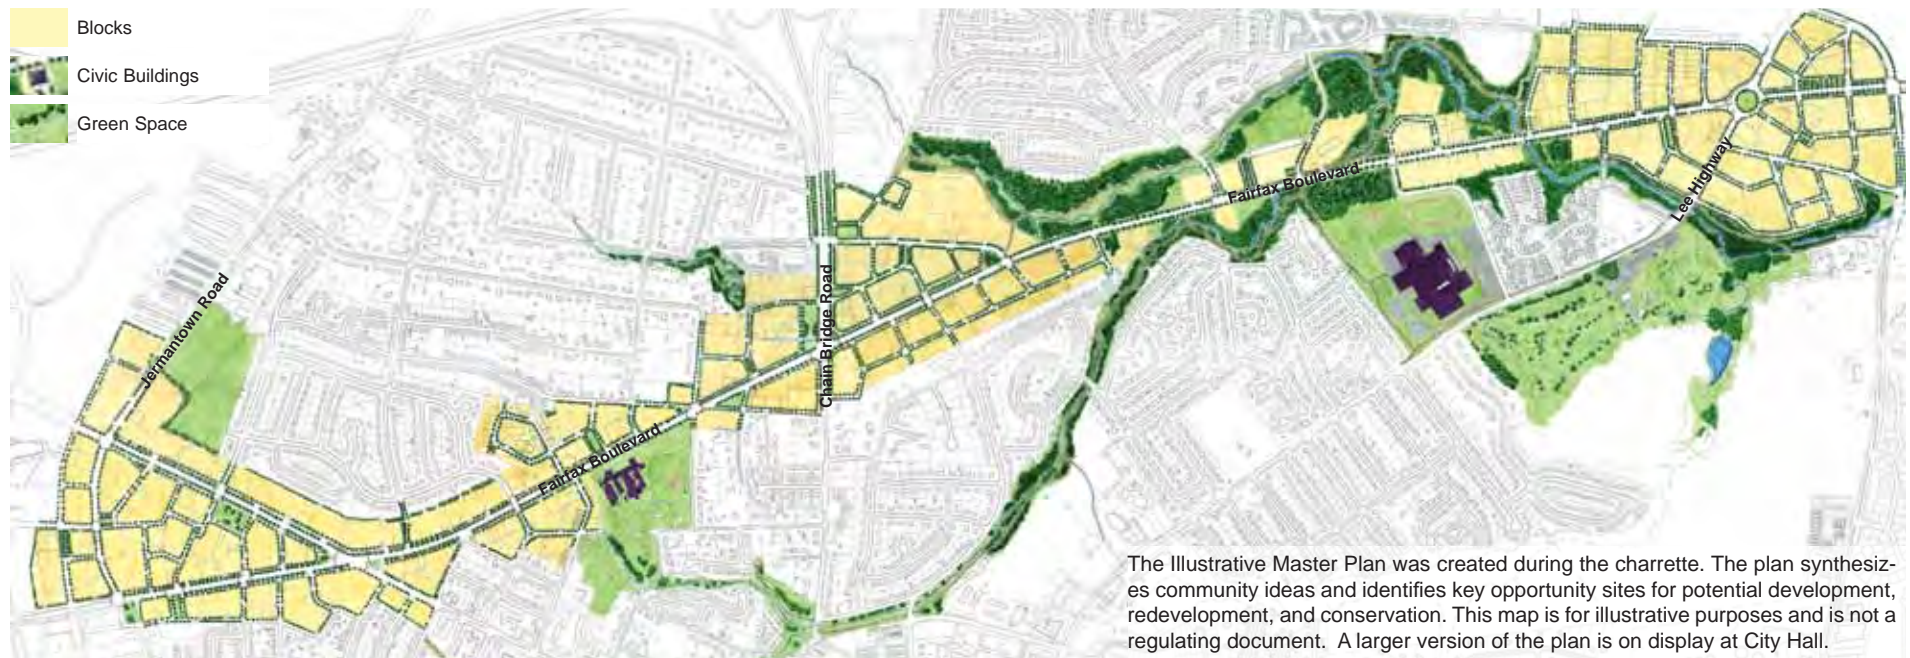 Blocks
Civic Buildings
Green Space
Jermantown Road
Fairfax Boulevard
Chain Bridge Road
Fairfax Boulevard
Lee Highway
The Illustrative Master Plan was created during the charrette. The plan synthesiz-
es community ideas and identifies key opportunity sites for potential development,
redevelopment, and conservation. This map is for illustrative purposes and is not a
regulating document.  A larger version of the plan is on display at City Hall.